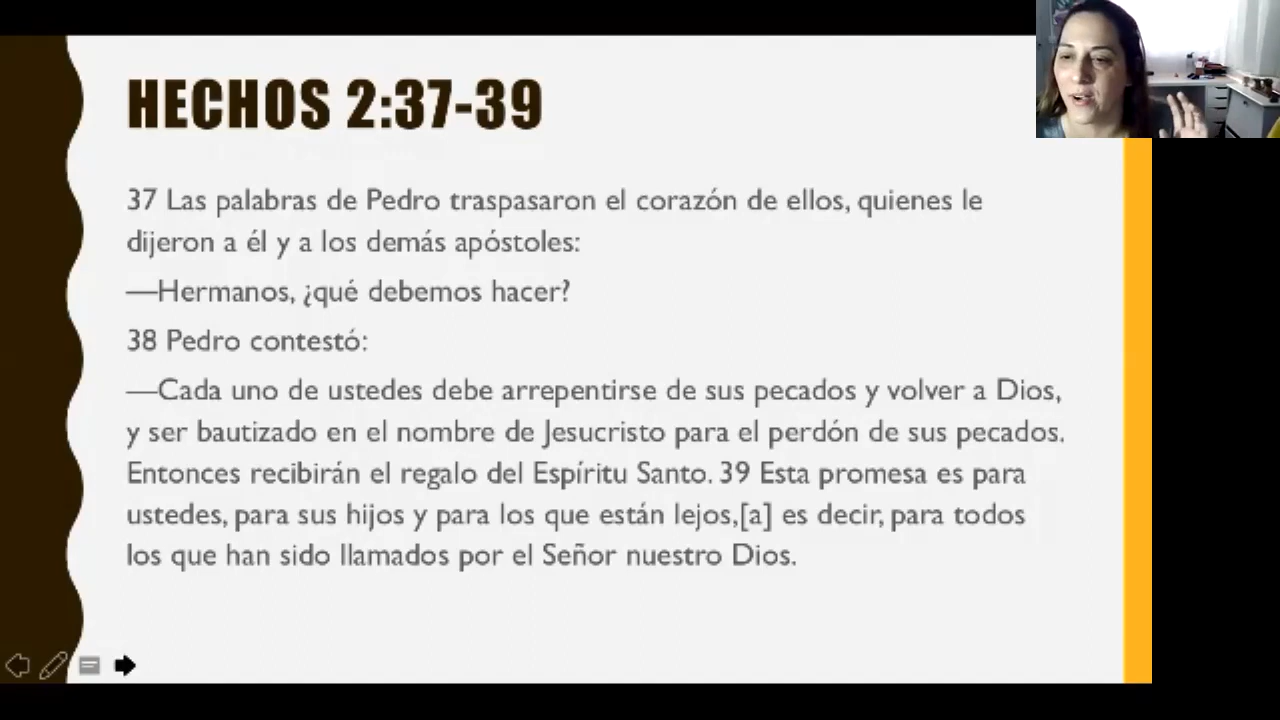 HECHOS 2:37-39
37 Las palabras de Pedro traspasaron el corazón de ellos, quienes le
dijeron a él y a los demás apóstoles:
—Hermanos, ¿qué debemos hacer?
38 Pedro contestó:
—Cada uno de ustedes debe arrepentirse de sus pecados y volver a Dios,
y ser bautizado en el nombre de Jesucristo para el perdón de sus pecados.
Entonces recibirán el regalo del Espíritu Santo. 39 Esta promesa es para
ustedes, para sus hijos y para los que están lejos,[a] es decir, para todos
los que han sido llamados por el Señor nuestro Dios.